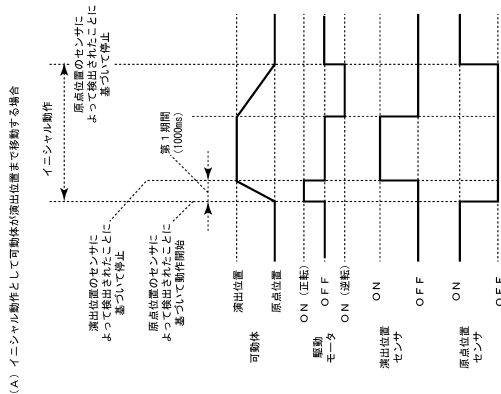 (A) イニシャル動作として可動体が演出位置まで移動する場合
イニシャル動作
演出位置のセンサに
よって検出されたことに
基づいて停止
原点位置のセンサに
よって検出されたことに
基づいて動作開始
第1期間
(1000ms)
原点位置のセンサに
よって検出されたことに
基づいて停止
可動体
演出位置
原点位置
駆動
モータ
ON(正転)
OFF
ON(逆転)
演出位置
センサ
ON
OFF
原点位置
センサ
ON
OFF